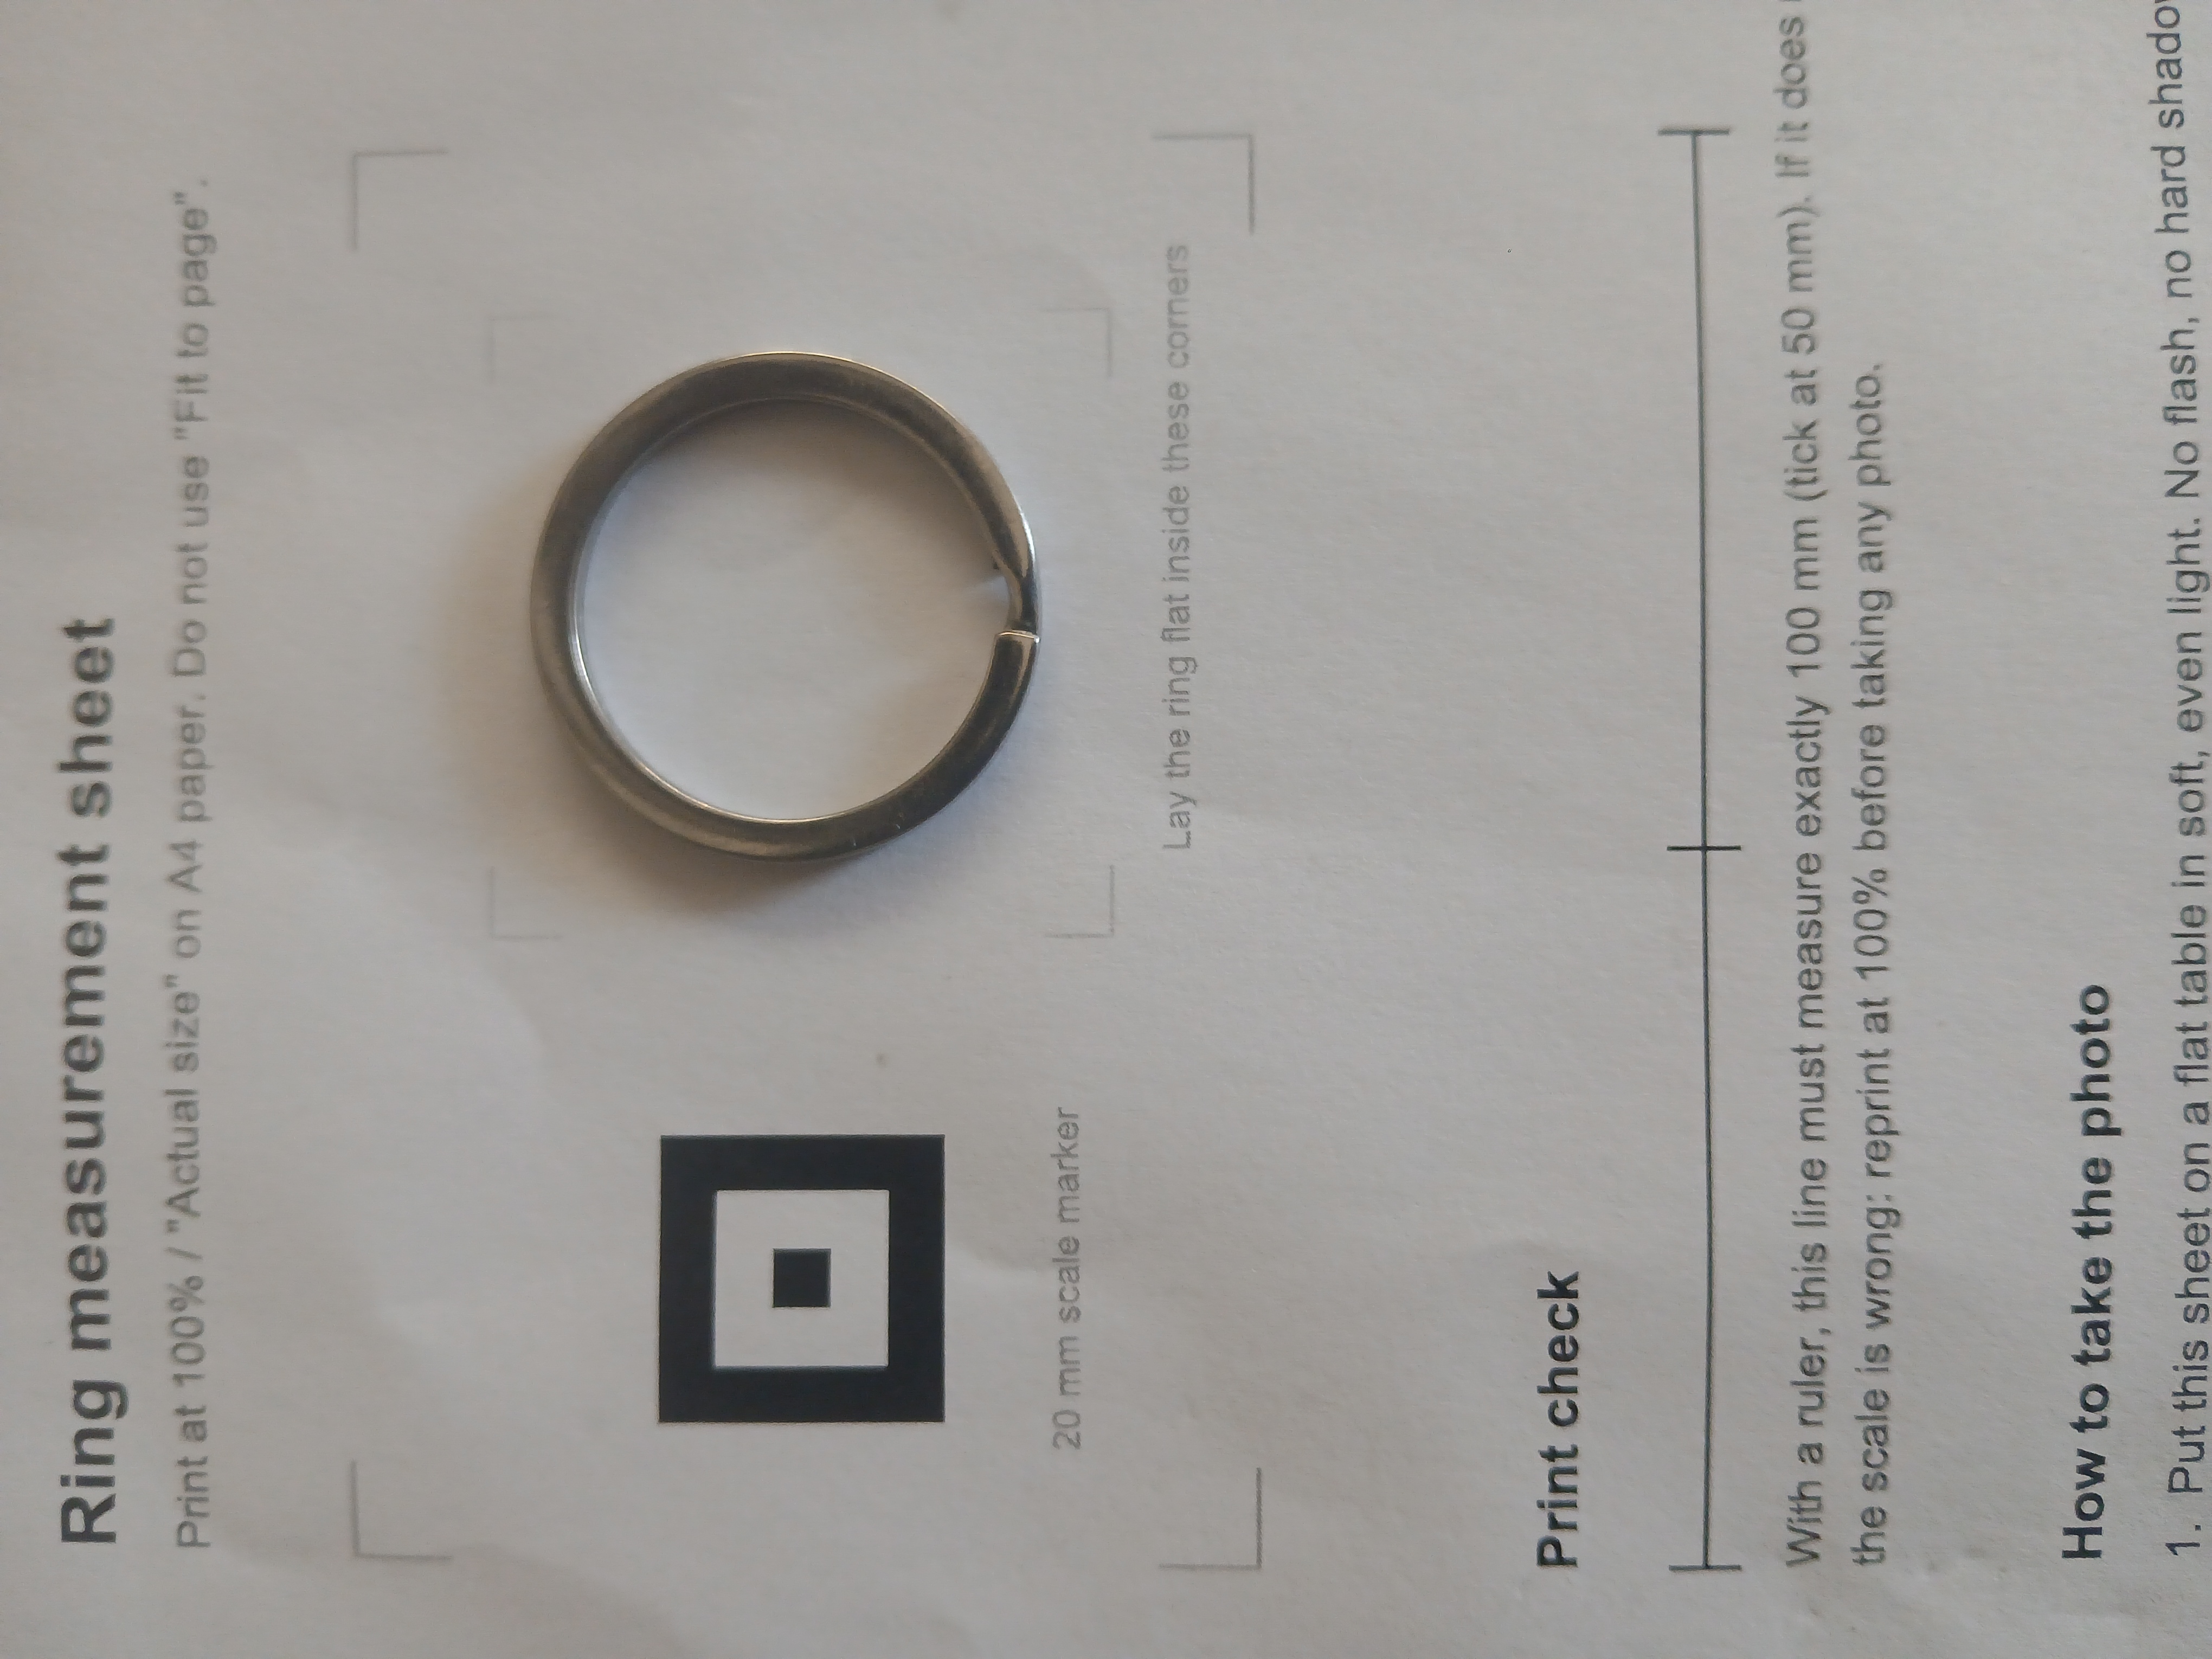 Ring measurement sheet
Print at 100% / "Actual size" on A4 paper. Do not use "Fit to page".
20 mm scale marker
Lay the ring flat inside these corners
Print check
With a ruler, this line must measure exactly 100 mm (tick at 50 mm). If it does
the scale is wrong: reprint at 100% before taking any photo.
How to take the photo
1. Put this sheet on a flat table in soft, even light. No flash, no hard